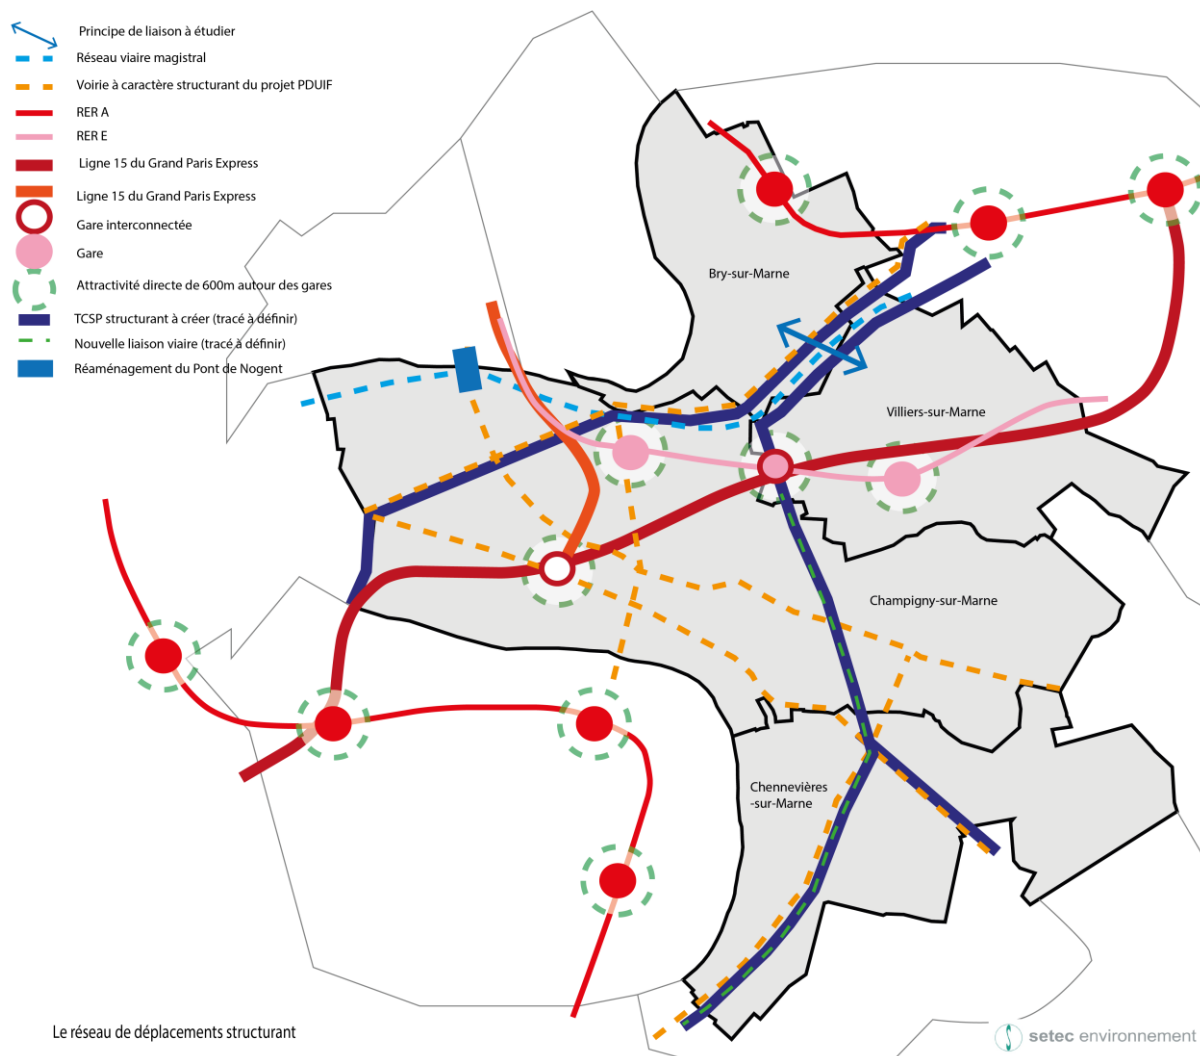 Principe de liaison à étudier
Réseau viaire magistral
Voirie à caractère structurant du projet PDUIF
RER A
RER E
Ligne 15 du Grand Paris Express
Ligne 15 du Grand Paris Express
Gare interconnectée
Gare
Attractivité directe de 600m autour des gares
TCSP structurant à créer (tracé à définir)
Nouvelle liaison viaire (tracé à définir)
Réaménagement du Pont de Nogent
Bry-sur-Marne
Villiers-sur-Marne
Champigny-sur-Marne
Chennevières
-sur-Marne
Le réseau de déplacements structurant
setec environnement